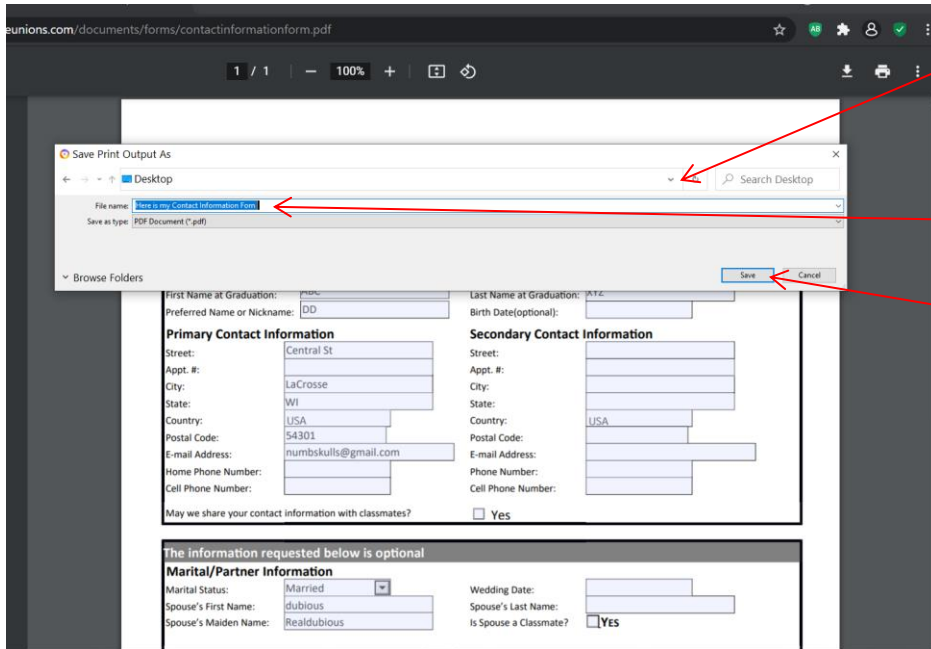 eunions.com/documents/forms/contactinformationform.pdf AB 8
1 / 1 | — 100% + |
Save Print Output As
Desktop Search Desktop
File name: Here is my Contact Information Form
Save as type: PDF Document (*.pdf)
Browse Folders Save Cancel
First Name at Graduation: ABC Last Name at Graduation: XYZ
Preferred Name or Nickname: DD Birth Date(optional):
Primary Contact Information Secondary Contact Information
Street: Central St Street:
Appt. #: Appt. #:
City: LaCrosse City:
State: WI State:
Country: USA Country: USA
Postal Code: 54301 Postal Code:
E-mail Address: numbskulls@gmail.com E-mail Address:
Home Phone Number: Phone Number:
Cell Phone Number: Cell Phone Number:
May we share your contact information with classmates? Yes
The information requested below is optional
Marital/Partner Information
Marital Status: Married Wedding Date:
Spouse's First Name: dubious Spouse's Last Name:
Spouse's Maiden Name: Realdubious Is Spouse a Classmate? YES